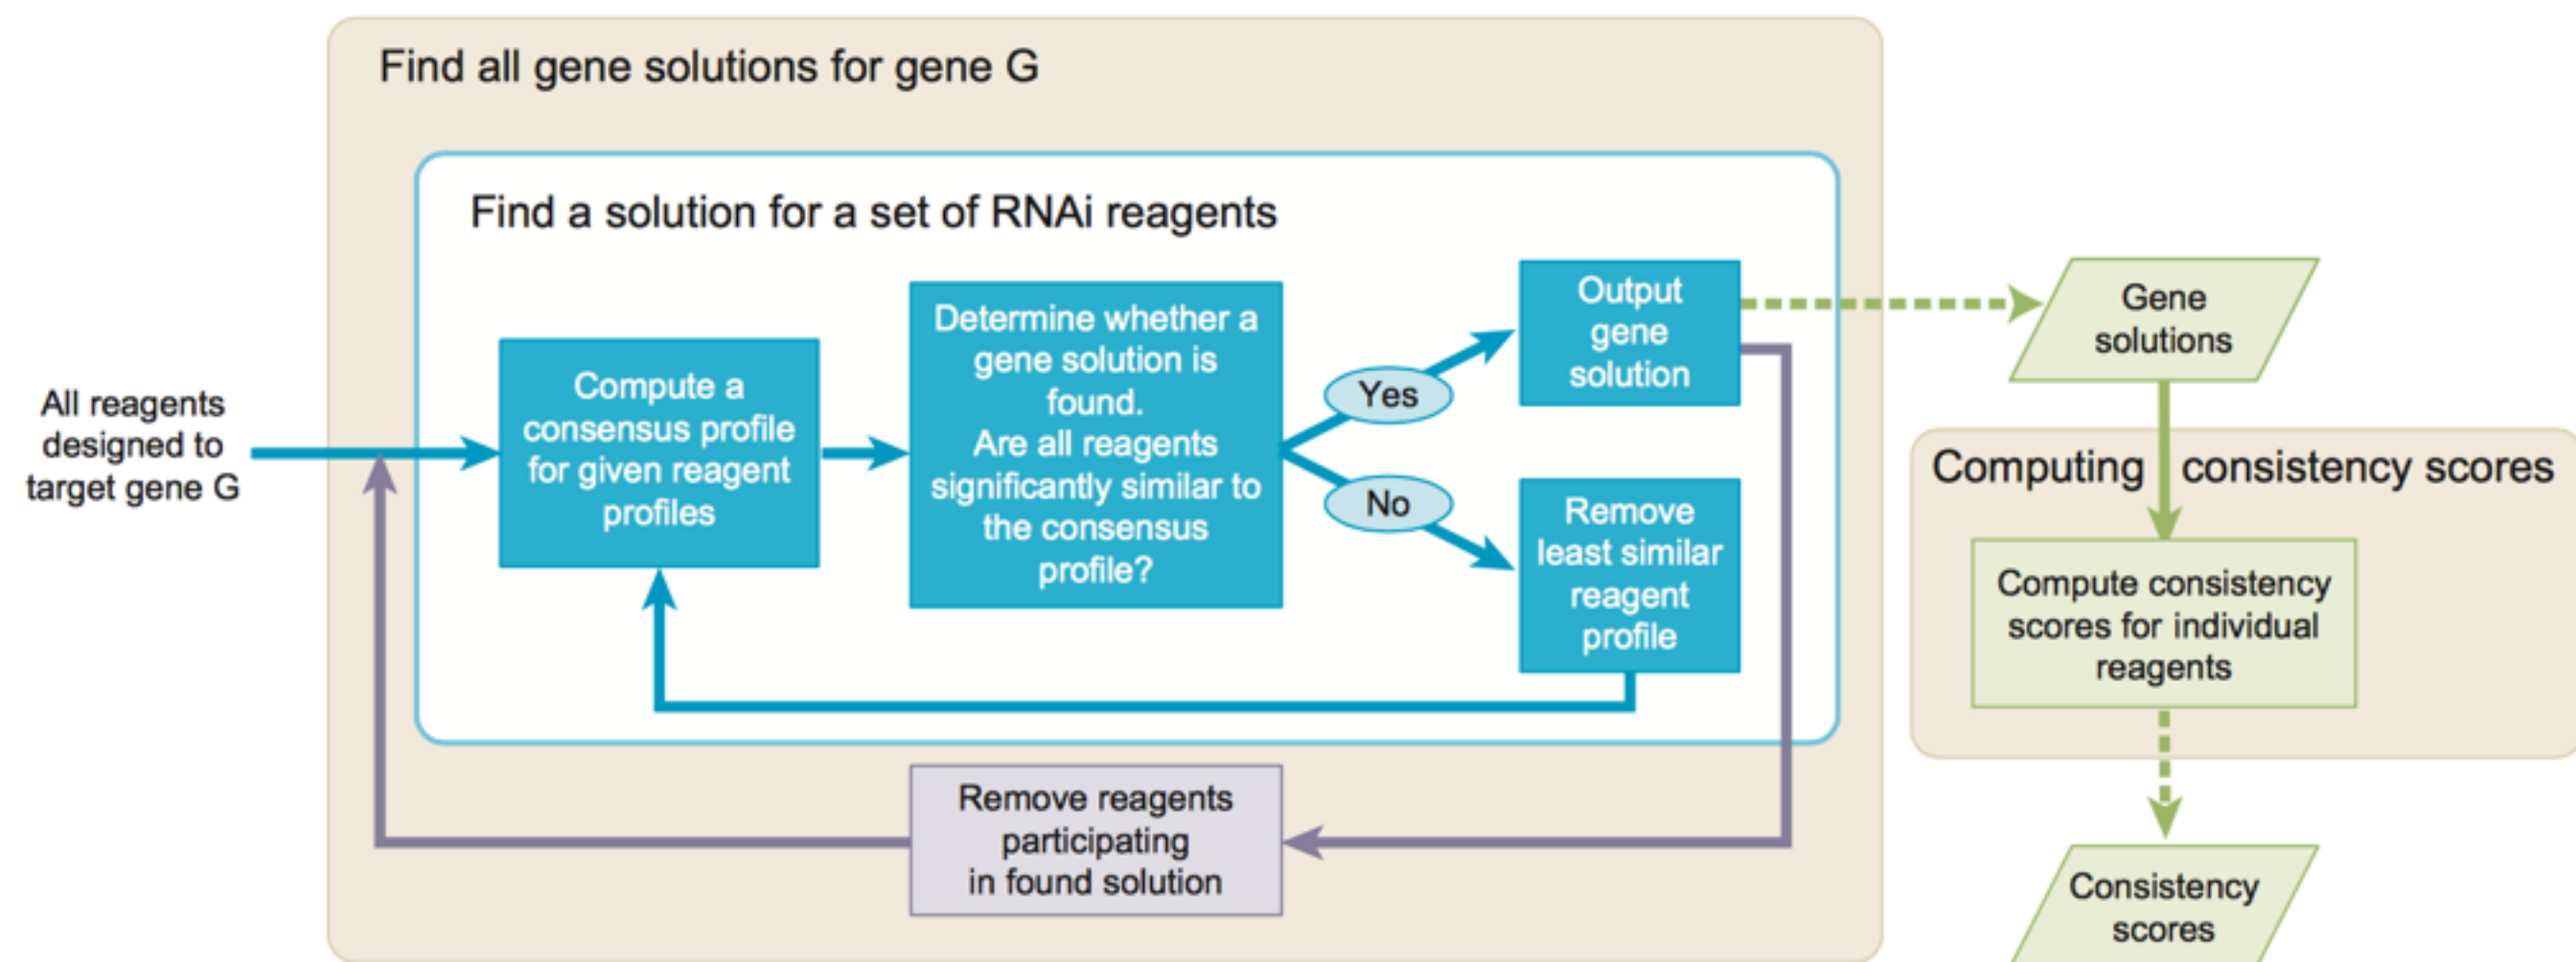 Find all gene solutions for gene G
Find a solution for a set of RNAi reagents
All reagents
designed to
target gene G
Compute a
consensus profile
for given reagent
profiles
Determine whether a
gene solution is
found.
Are all reagents
significantly similar to
the consensus
profile?
Yes
No
Output
gene
solution
Remove
least similar
reagent
profile
Remove reagents
participating
in found solution
Gene
solutions
Computing consistency scores
Compute consistency
scores for individual
reagents
Consistency
scores